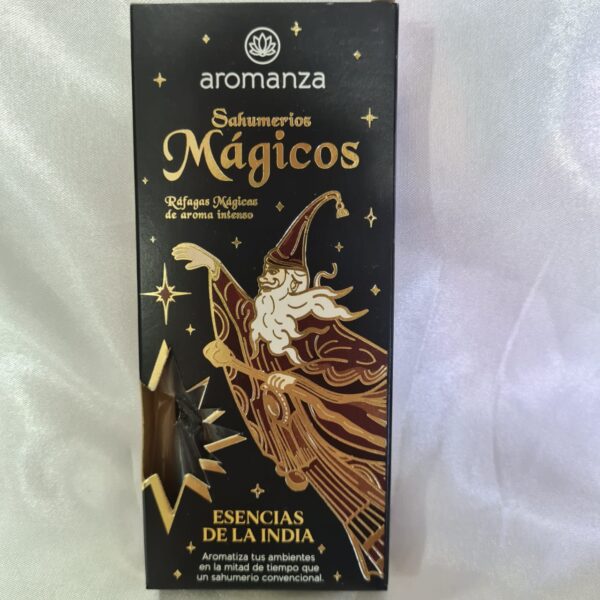 aromanza
Sahumerios
Mágicos
Ráfagas Mágicas
de aroma intenso
ESENCIAS
DE LA INDIA
Aromatiza tus ambientes
en la mitad de tiempo que
un sahumerio convencional.